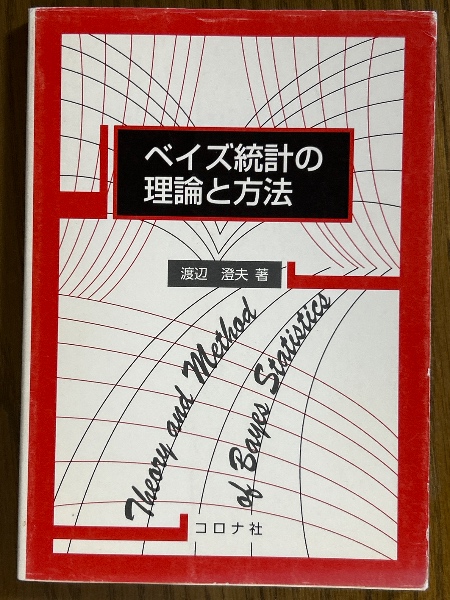 ベイズ統計の
理論と方法
渡辺 澄夫 著
Theory and Method
of Bayes Statistics
コロナ社